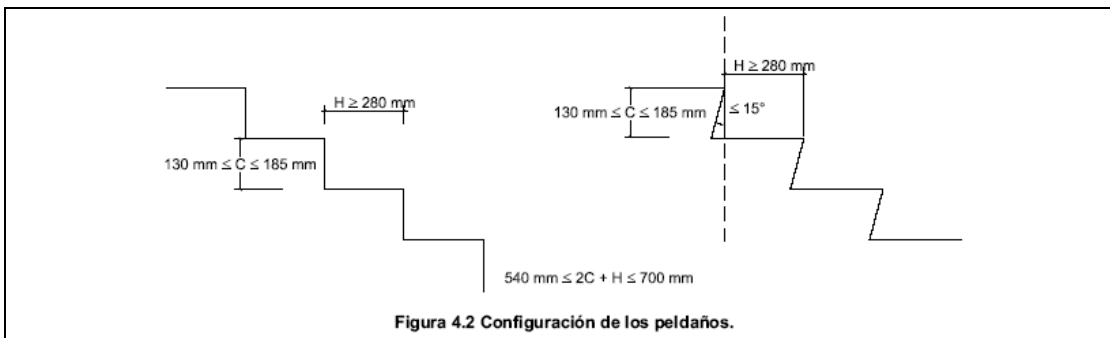 H ≥ 280 mm
130 mm ≤ C ≤ 185 mm
H ≥ 280 mm
130 mm ≤ C ≤ 185 mm
≤ 15°
540 mm ≤ 2C + H ≤ 700 mm
Figura 4.2 Configuración de los peldaños.